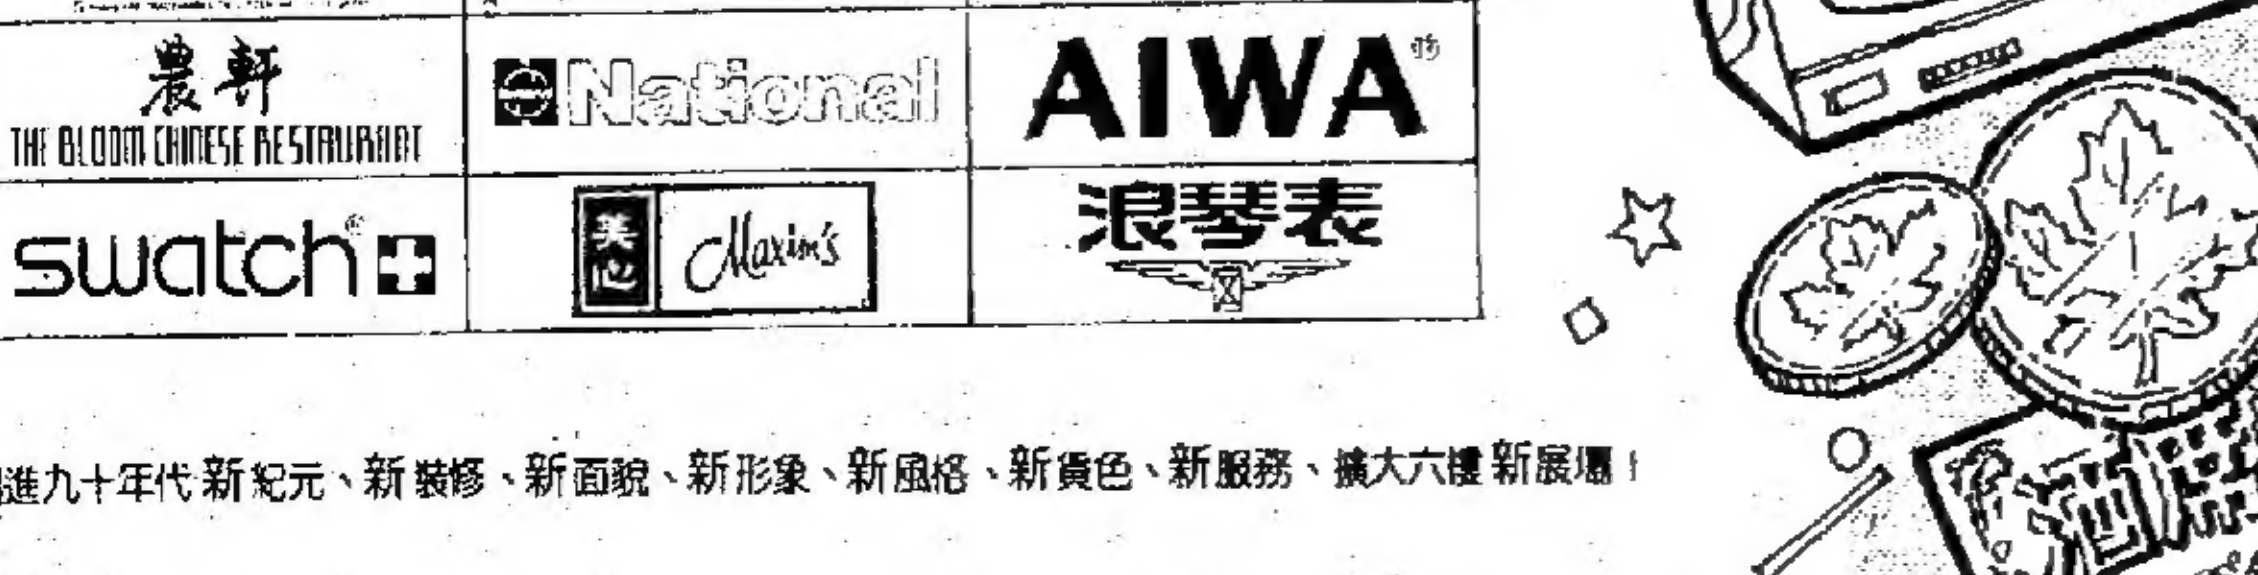 農軒
THE BLOOM CHINESE RESTAURANT
National
AIWA
swatch
美心
Maxim's
浪琴表
進九十年代新紀元、新裝修、新面貌、新形象、新風格、新貨色、新服務、擴大六樓新展場！